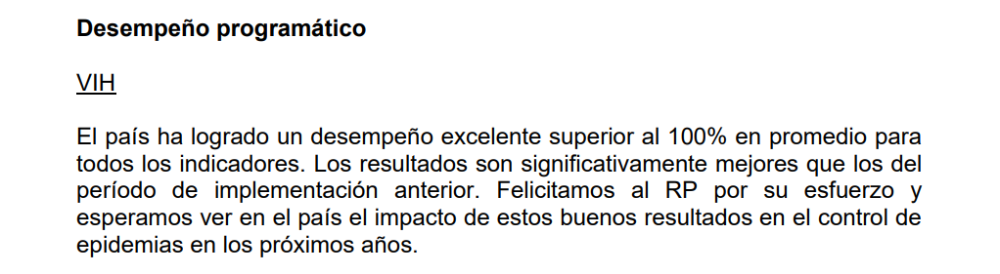 Desempeño programático
VIH
El país ha logrado un desempeño excelente superior al 100% en promedio para
todos los indicadores. Los resultados son significativamente mejores que los del
período de implementación anterior. Felicitamos al RP por su esfuerzo y
esperamos ver en el país el impacto de estos buenos resultados en el control de
epidemias en los próximos años.